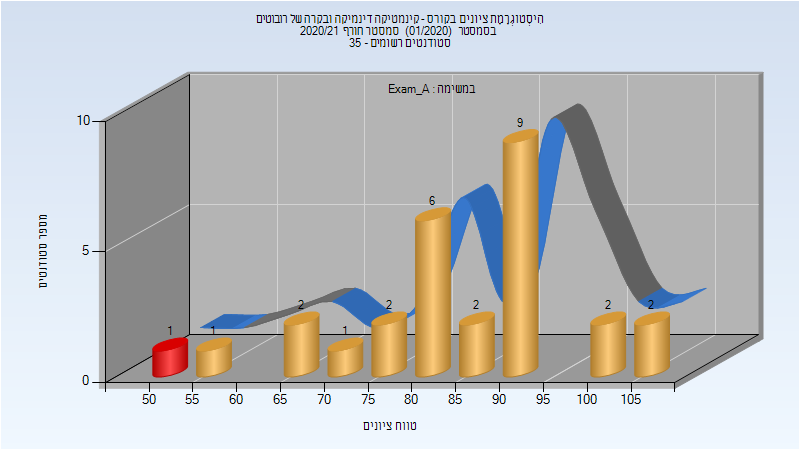 היסטוגרמת ציונים בקורס - קינמטיקה דינמיקה ובקרה של רובוטים
בסמסטר (01/2020) סמסטר חורף 2020/21
סטודנטים רשומים - 35
במשימה : Exam_A
מספר סטודנטים
10
5
0
1
1
2
1
2
6
2
9
2
2
50 55 60 65 70 75 80 85 90 95 100 105
טווח ציונים